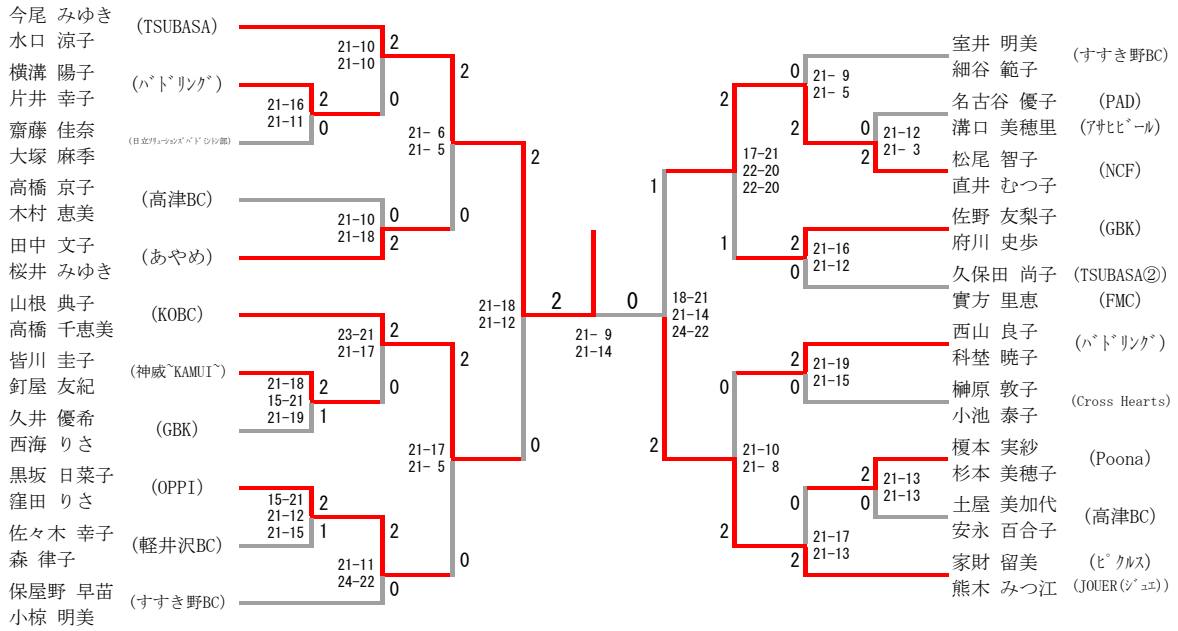 今尾 みゆき
水口 涼子
(TSUBASA)
横溝 陽子
片井 幸子
(ﾊﾞﾄﾞﾘﾝｸﾞ)
齋藤 佳奈
大塚 麻季
(日立ｿﾘｭｰｼｮﾝｽﾞﾊﾞﾄﾞﾐﾝﾄﾝ部)
高橋 京子
木村 恵美
(高津BC)
田中 文子
桜井 みゆき
(あやめ)
山根 典子
高橋 千恵美
(KOBC)
皆川 圭子
釘屋 友紀
(神威~KAMUI~)
久井 優希
西海 りさ
(GBK)
黒坂 日菜子
窪田 りさ
(OPPI)
佐々木 幸子
森 律子
(軽井沢BC)
保屋野 早苗
小椋 明美
(すすき野BC)
21-16
21-11
2
0
21-10
21-10
2
0
21-10
21-18
0
2
21- 6
21- 5
2
0
21-18
15-21
21-19
2
1
23-21
21-17
2
0
15-21
21-12
21-15
2
1
21-11
24-22
2
0
21-17
21- 5
2
0
21-18
21-12
2
0
2
0
21- 9
21-14
18-21
21-14
24-22
1
2
17-21
22-20
22-20
2
1
21- 9
21- 5
0
2
21-12
21- 3
0
2
21-16
21-12
2
0
21-10
21- 8
0
2
21-19
21-15
2
0
21-17
21-13
0
2
21-13
21-13
2
0
室井 明美
細谷 範子
(すすき野BC)
名古谷 優子
溝口 美穂里
(PAD)
(ｱｻﾋﾋﾞｰﾙ)
松尾 智子
直井 むつ子
(NCF)
佐野 友梨子
府川 史歩
(GBK)
久保田 尚子
實方 里恵
(TSUBASA②)
(FMC)
西山 良子
科埜 暁子
(ﾊﾞﾄﾞﾘﾝｸﾞ)
榊原 敦子
小池 泰子
(Cross Hearts)
榎本 実紗
杉本 美穂子
(Poona)
土屋 美加代
安永 百合子
(高津BC)
家財 留美
熊木 みつ江
(ﾋﾟｸﾙｽ)
(JOUER(ｼﾞｭｴ))